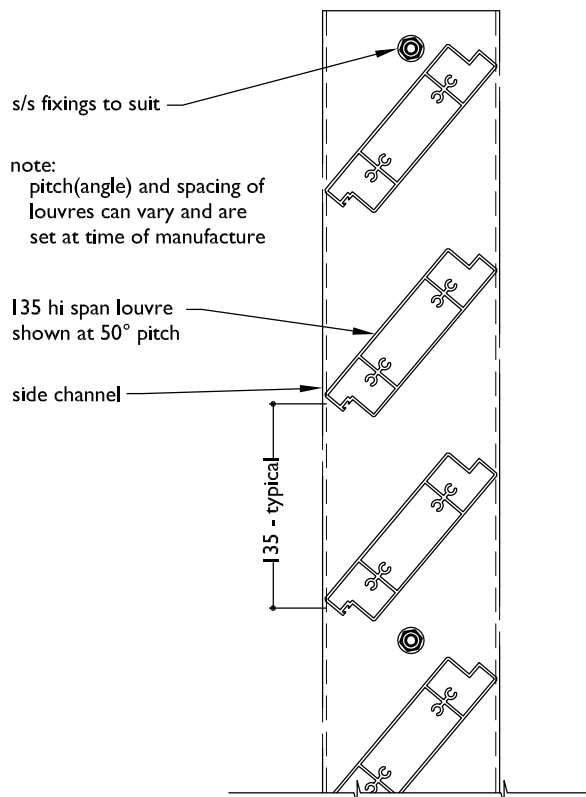 s/s fixings to suit
note:
pitch(angle) and spacing of
louvres can vary and are
set at time of manufacture
135 hi span louvre
shown at 50° pitch
side channel
135 - typical